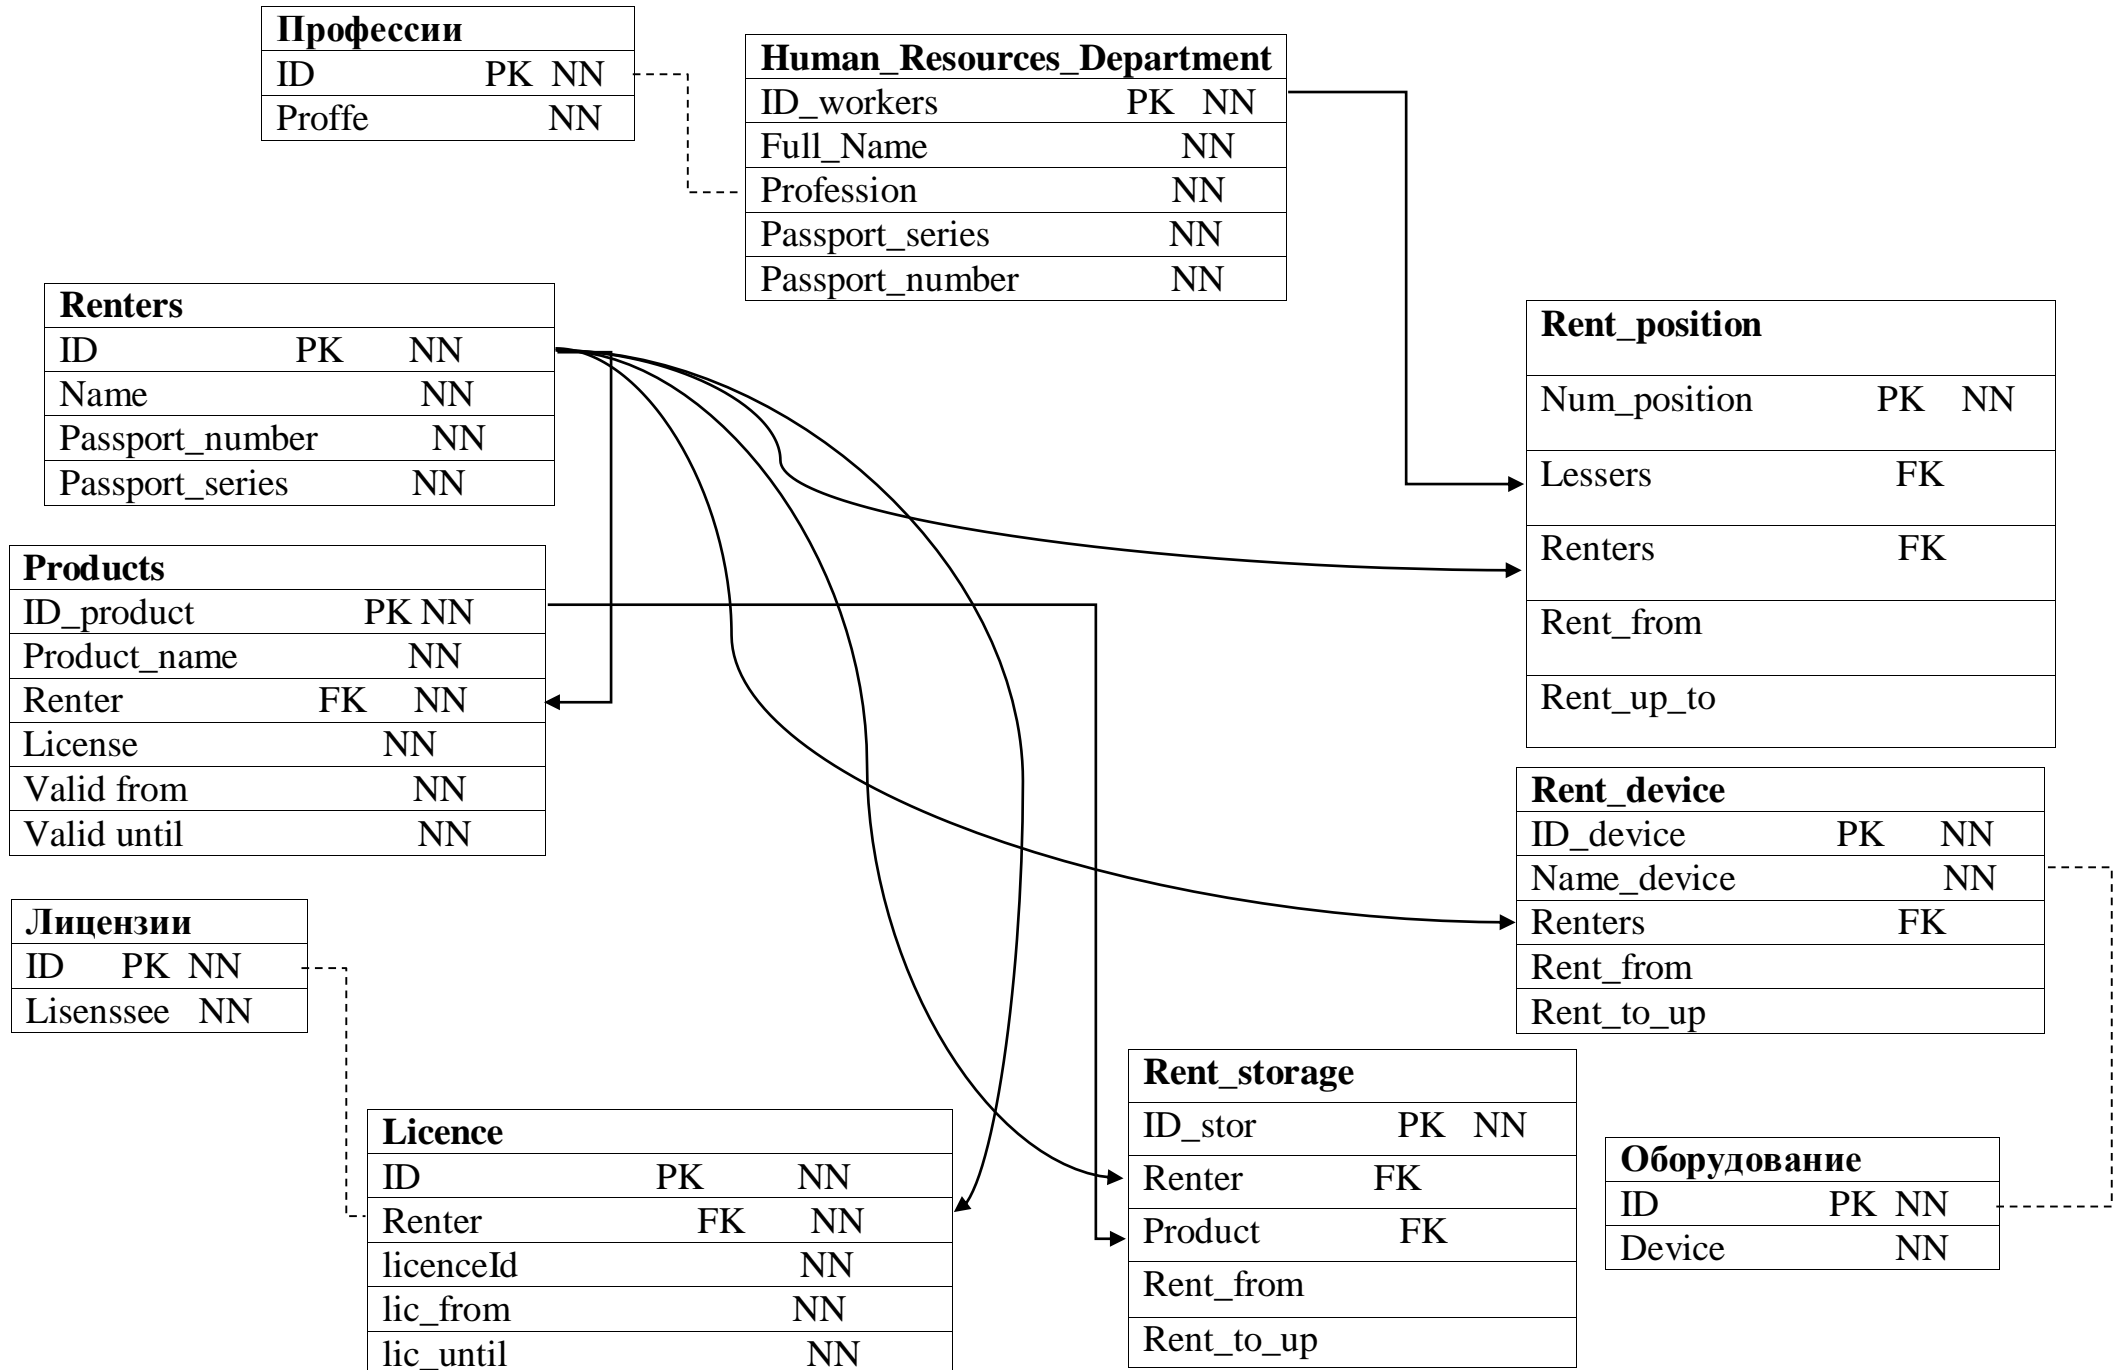 Профессии
ID PK NN
Proffe NN
Human_Resources_Department
ID_workers PK NN
Full_Name NN
Profession NN
Passport_series NN
Passport_number NN
Renters
ID PK NN
Name NN
Passport_number NN
Passport_series NN
Rent_position
Num_position PK NN
Lessers FK
Renters FK
Rent_from
Rent_up_to
Products
ID_product PK NN
Product_name NN
Renter FK NN
License NN
Valid from NN
Valid until NN
Rent_device
ID_device PK NN
Name_device NN
Renters FK
Rent_from
Rent_to_up
Лицензии
ID PK NN
Lisenssee NN
Licence
ID PK NN
Renter FK NN
licenceId NN
lic_from NN
lic_until NN
Rent_storage
ID_stor PK NN
Renter FK
Product FK
Rent_from
Rent_to_up
Оборудование
ID PK NN
Device NN